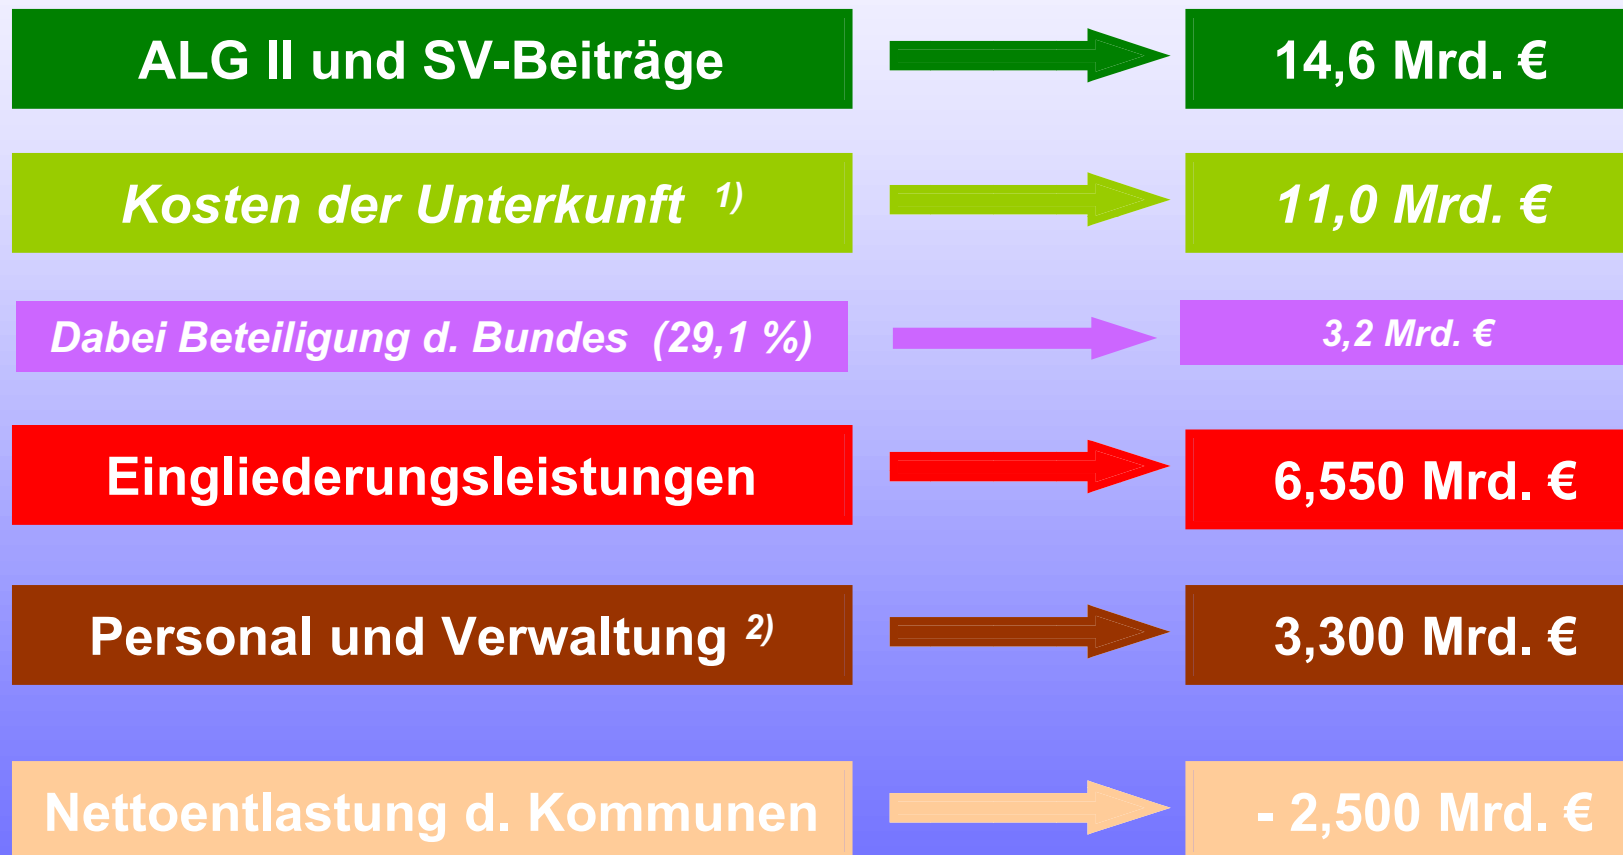 ALG II und SV-Beiträge 14,6 Mrd. €
Kosten der Unterkunft 1) 11,0 Mrd. €
Dabei Beteiligung d. Bundes (29,1 %) 3,2 Mrd. €
Eingliederungsleistungen 6,550 Mrd. €
Personal und Verwaltung 2) 3,300 Mrd. €
Nettoentlastung d. Kommunen - 2,500 Mrd. €